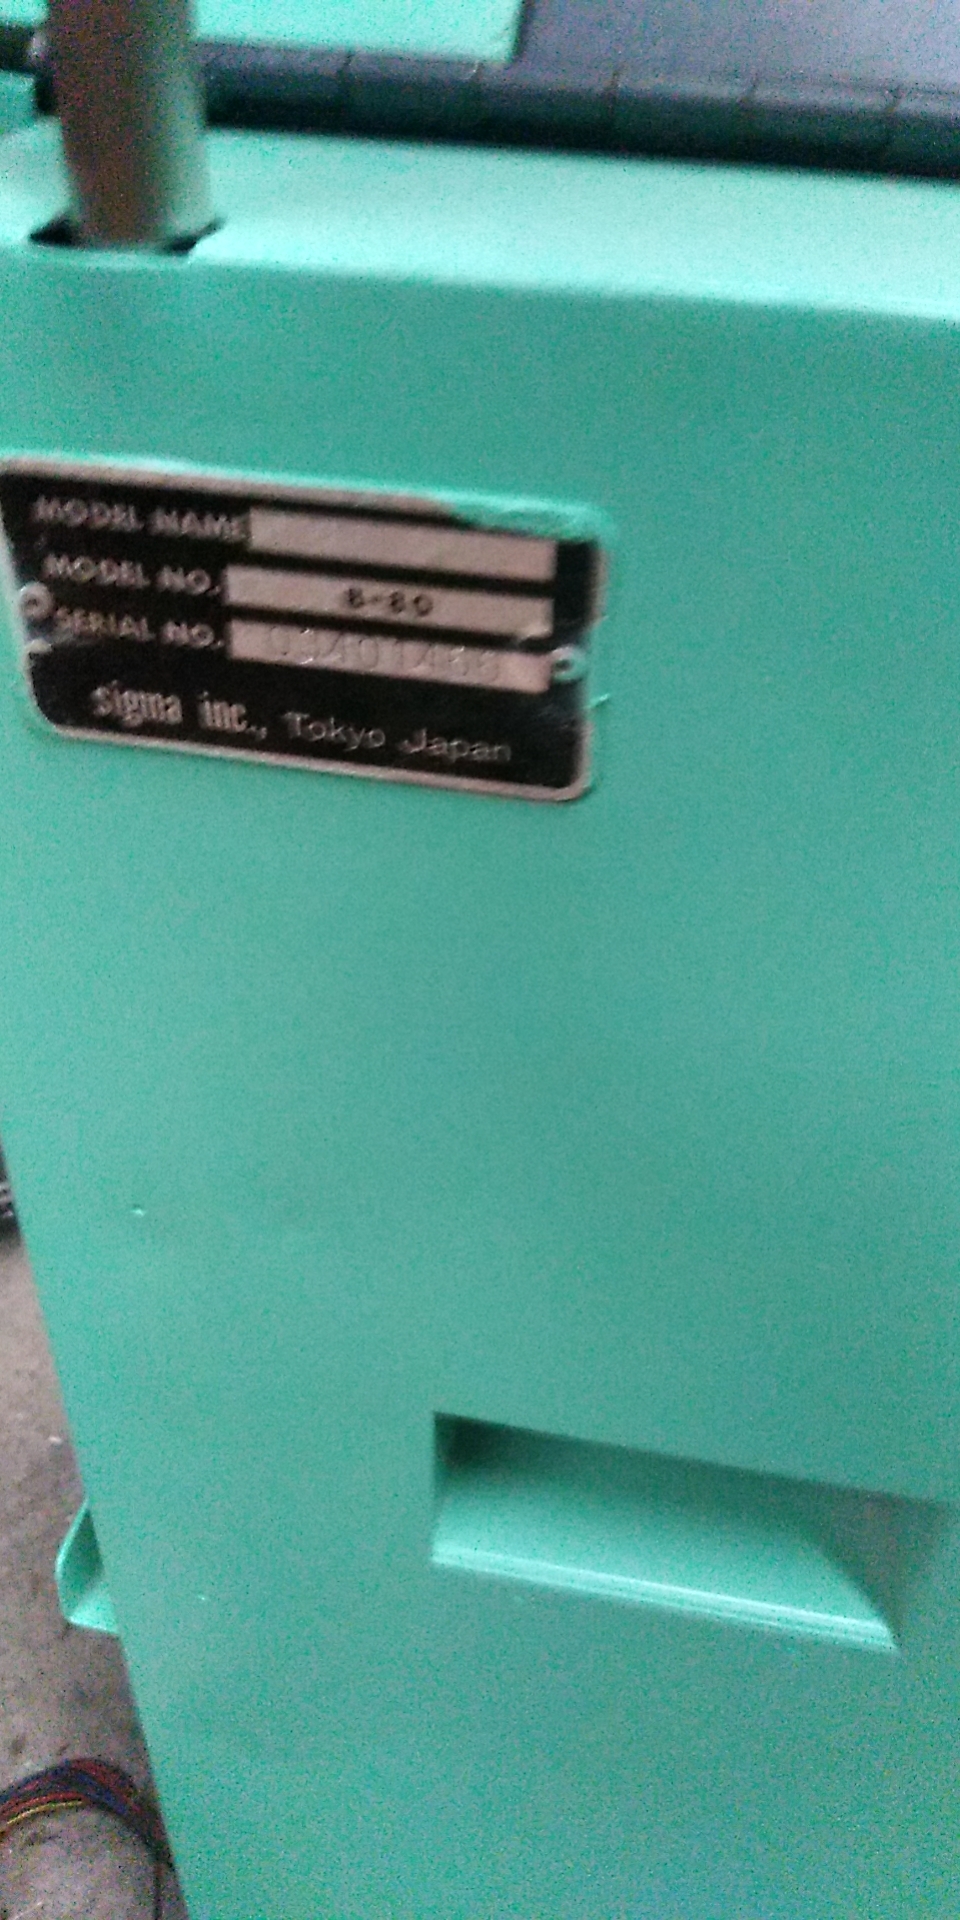 MODEL NAME
MODEL NO. B-80
SERIAL NO.
sigma inc., Tokyo Japan